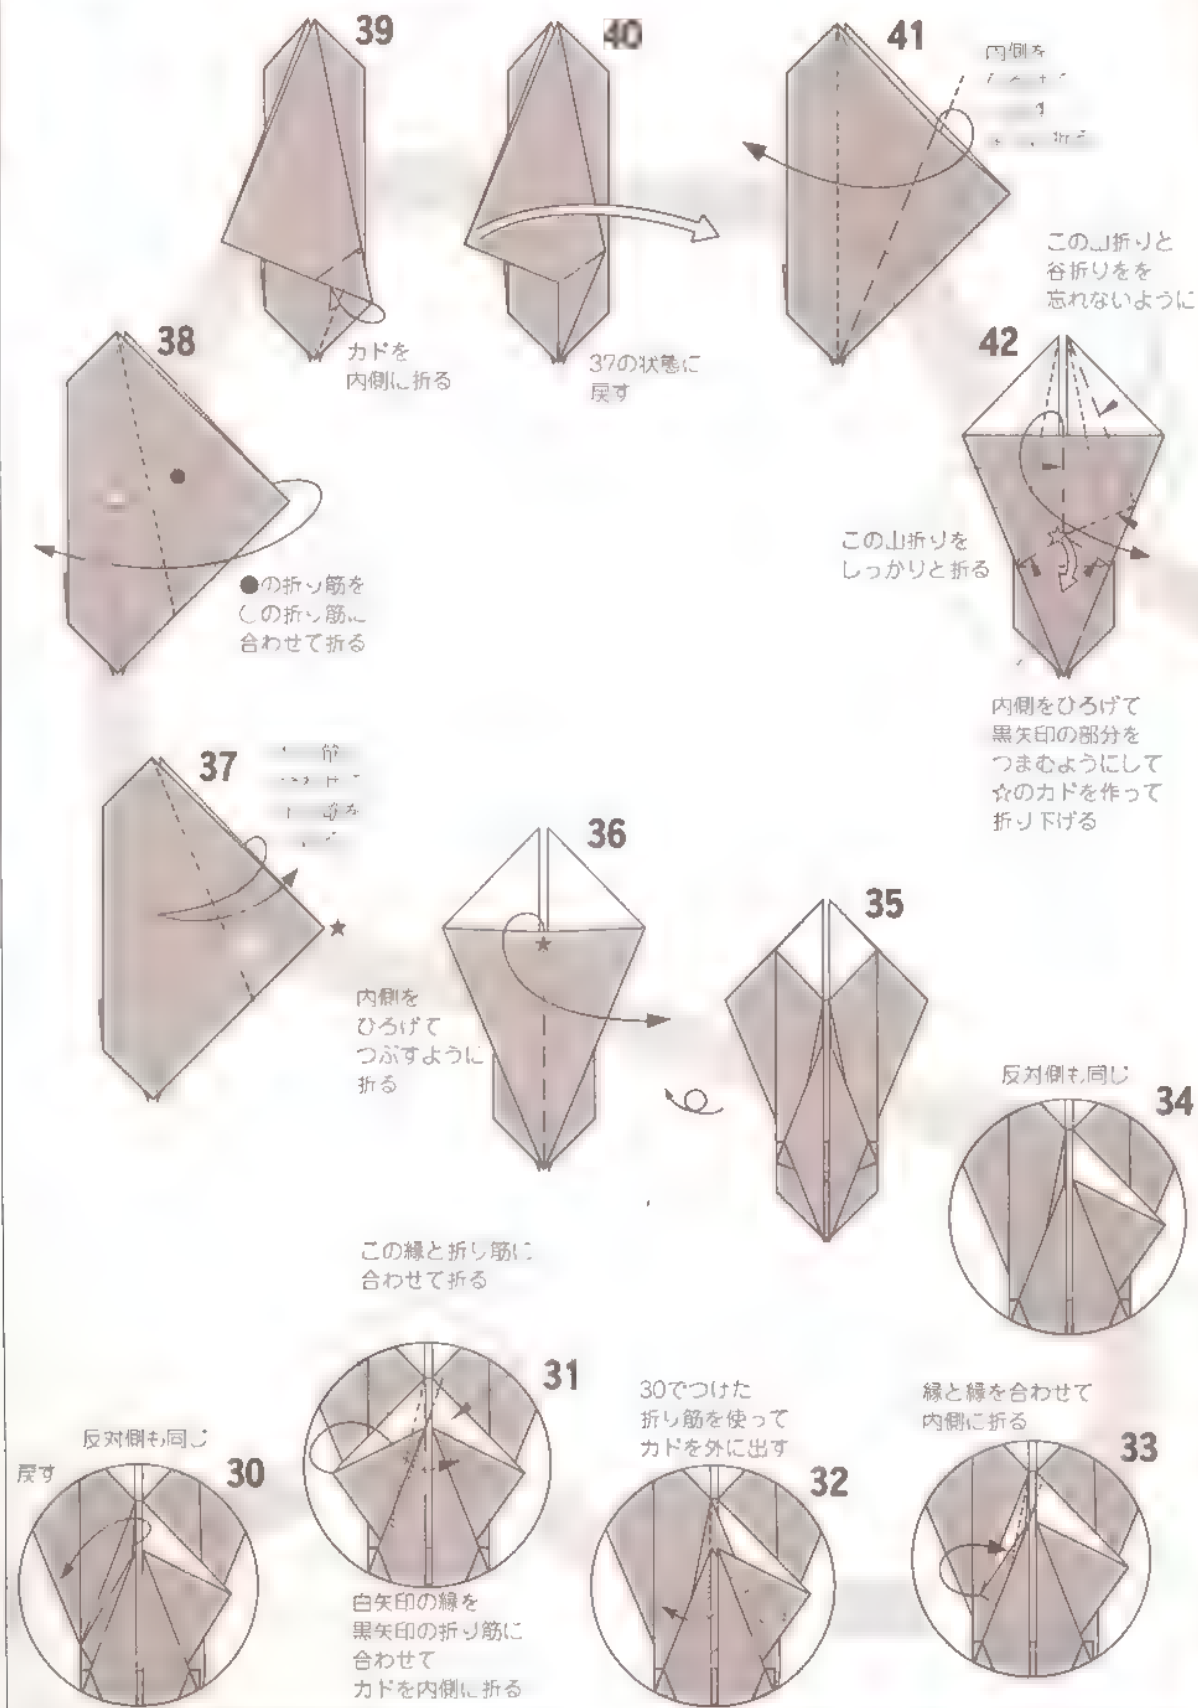 30
反対側も同じ
戻す
31
この縁と折り筋に
合わせて折る
白矢印の縁を
黒矢印の折り筋に
合わせて
カドを内側に折る
32
30でつけた
折り筋を使って
カドを外に出す
33
縁と縁を合わせて
内側に折る
34
反対側も同じ
35
36
内側を
ひろげて
つぶすように
折る
37
38
●の折り筋を
の折り筋に
合わせて折る
39
カドを
内側に折る
40
37の状態に
戻す
41
内側を
42
この山折りと
谷折りをを
忘れないように
この山折りを
しっかりと折る
内側をひろげて
黒矢印の部分を
つまむようにして
☆のカドを作って
折り下げる